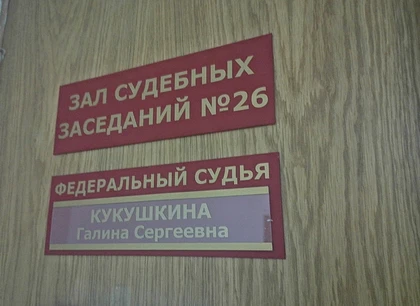 ЗАЛ СУДЕБНЫХ
ЗАСЕДАНИЙ №26
ФЕДЕРАЛЬНЫЙ СУДЬЯ
КУКУШКИНА
Галина Сергеевна